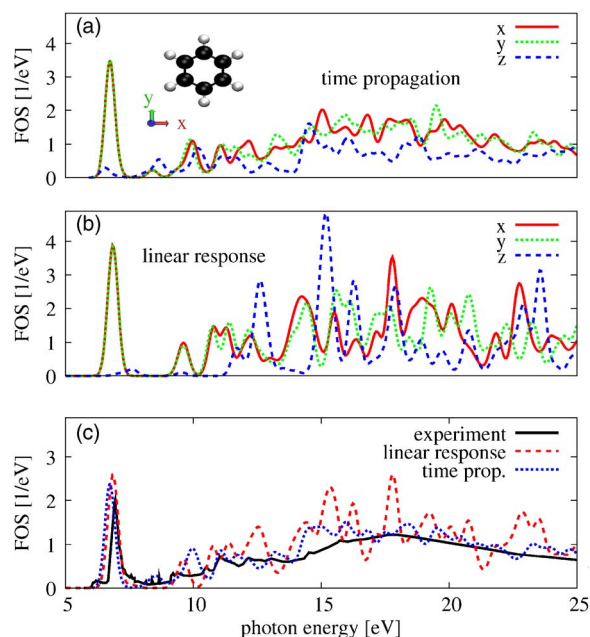 (a)
time propagation
x
y
z
y
x
FOS [1/eV]
4
3
2
1
0
(b)
linear response
x
y
z
FOS [1/eV]
4
3
2
1
0
(c)
experiment
linear response
time prop.
FOS [1/eV]
4
3
2
1
0
5 10 15 20 25
photon energy [eV]